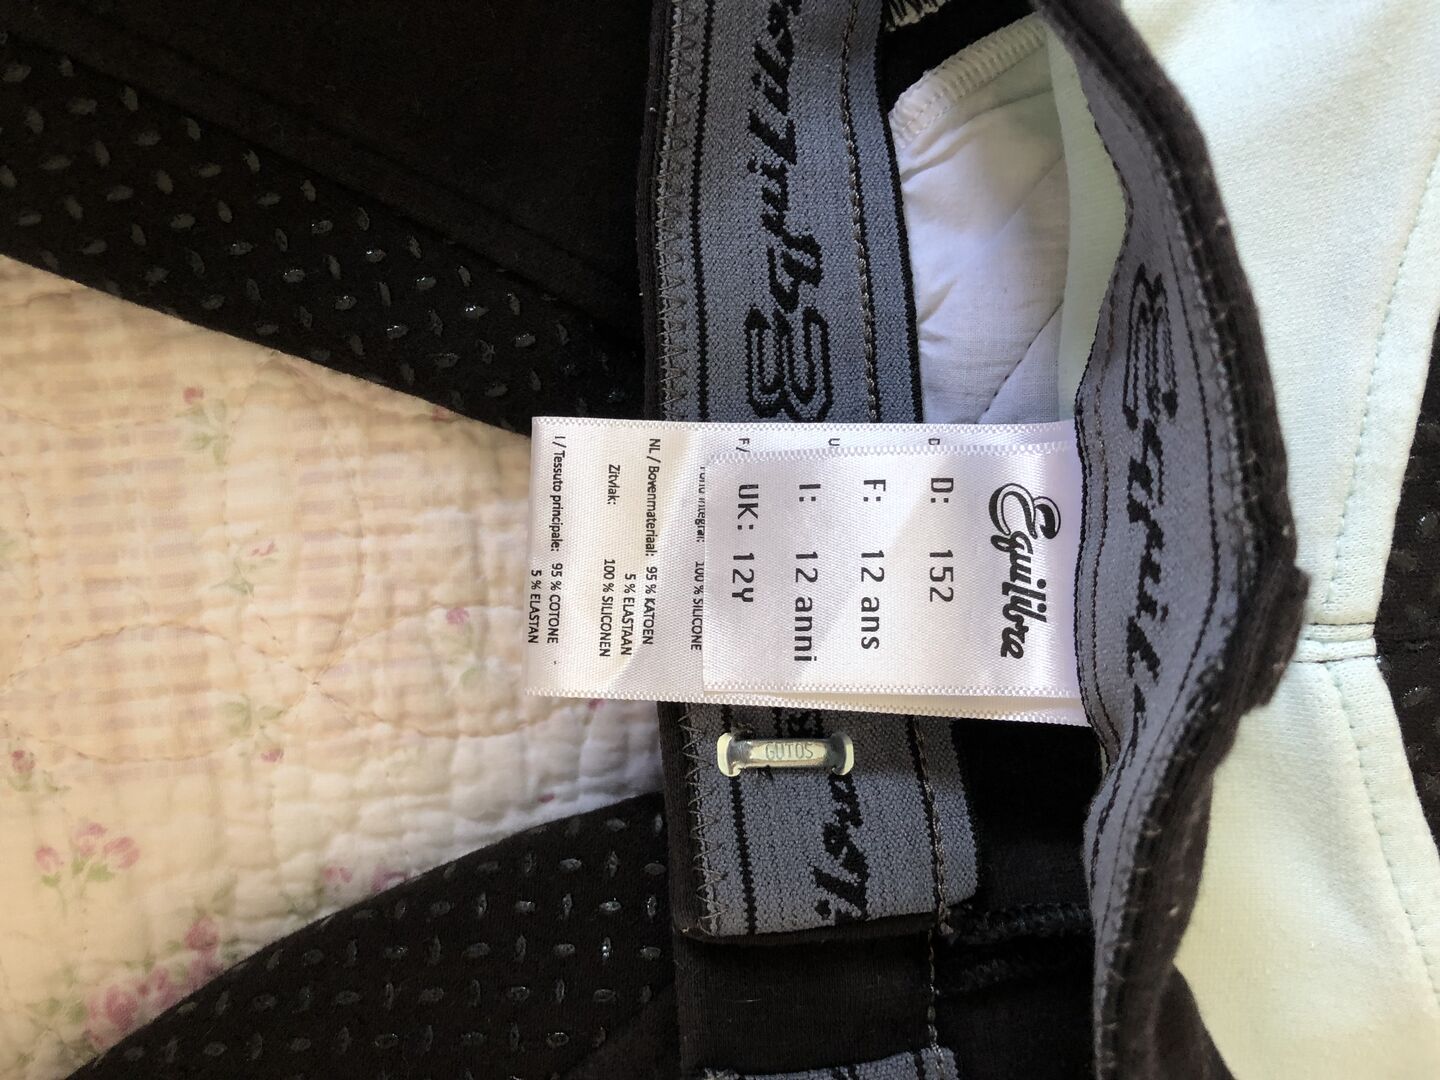 Equilibre
D: 152
F: 12 ans
I: 12 anni
UK: 12Y
100 % SILICONE
NL / Bovenmateriaal: 95 % KATOEN
5 % ELASTAAN
Zitvlak: 100 % SILICONEN
I / Tessuto principale: 95 % COTONE
5 % ELASTAN
GUTOS